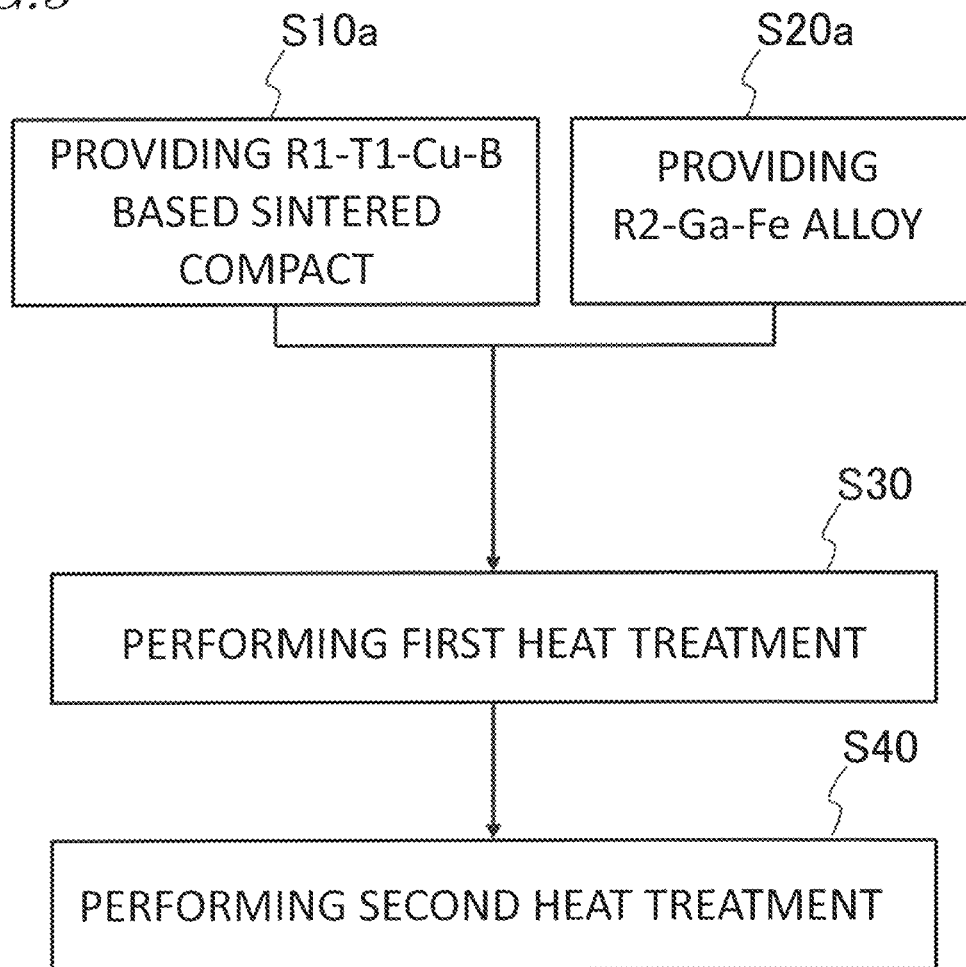 S10a
S20a
PROVIDING R1-T1-Cu-B
BASED SINTERED
COMPACT
PROVIDING
R2-Ga-Fe ALLOY
S30
PERFORMING FIRST HEAT TREATMENT
S40
PERFORMING SECOND HEAT TREATMENT